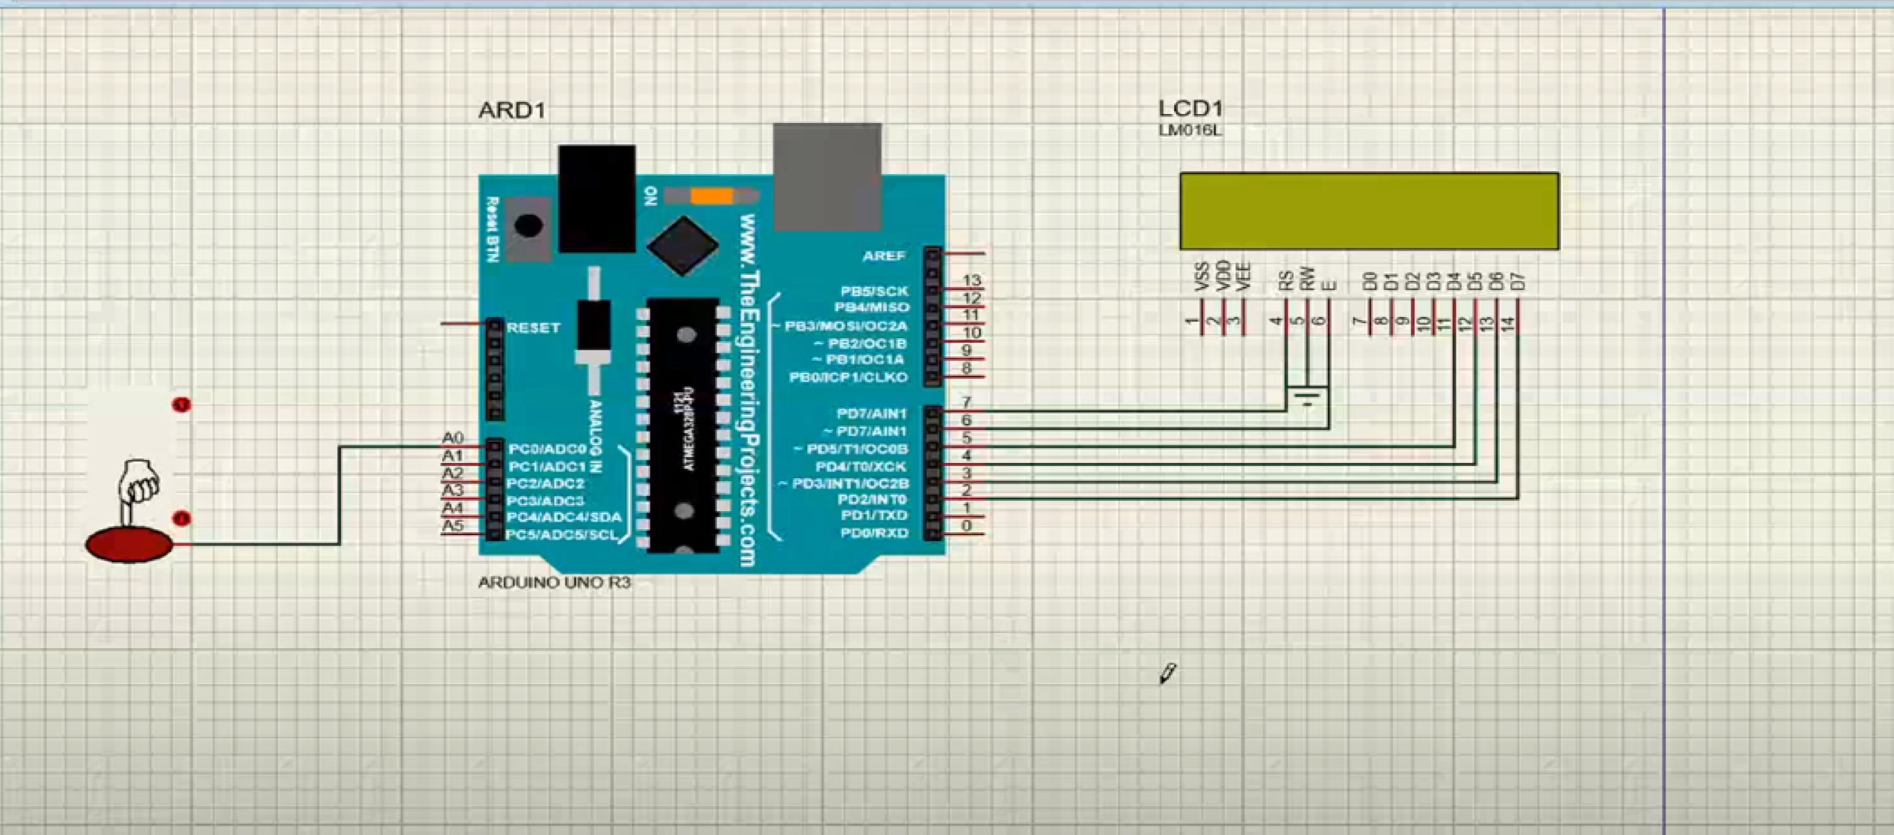 ARD1
LCD1
LM016L
Reset BTN
ON
www.TheEngineeringProjects.com
RESET
ANALOG IN
1121
ATMEGA328P-PU
AREF
13
PB5/SCK
12
PB4/MISO
11
~ PB3/MOSI/OC2A
10
~ PB2/OC1B
9
~ PB1/OC1A
8
PB0/ICP1/CLKO
7
PD7/AIN1
6
~ PD7/AIN1
5
~ PD5/T1/OC0B
4
PD4/T0/XCK
3
~ PD3/INT1/OC2B
2
PD2/INT0
1
PD1/TXD
0
PD0/RXD
A0
PC0/ADC0
A1
PC1/ADC1
A2
PC2/ADC2
A3
PC3/ADC3
A4
PC4/ADC4/SDA
A5
PC5/ADC5/SCL
ARDUINO UNO R3
VSS
VDD
VEE
RS
RW
E
D0
D1
D2
D3
D4
D5
D6
D7
1
2
3
4
5
6
7
8
9
10
11
12
13
14